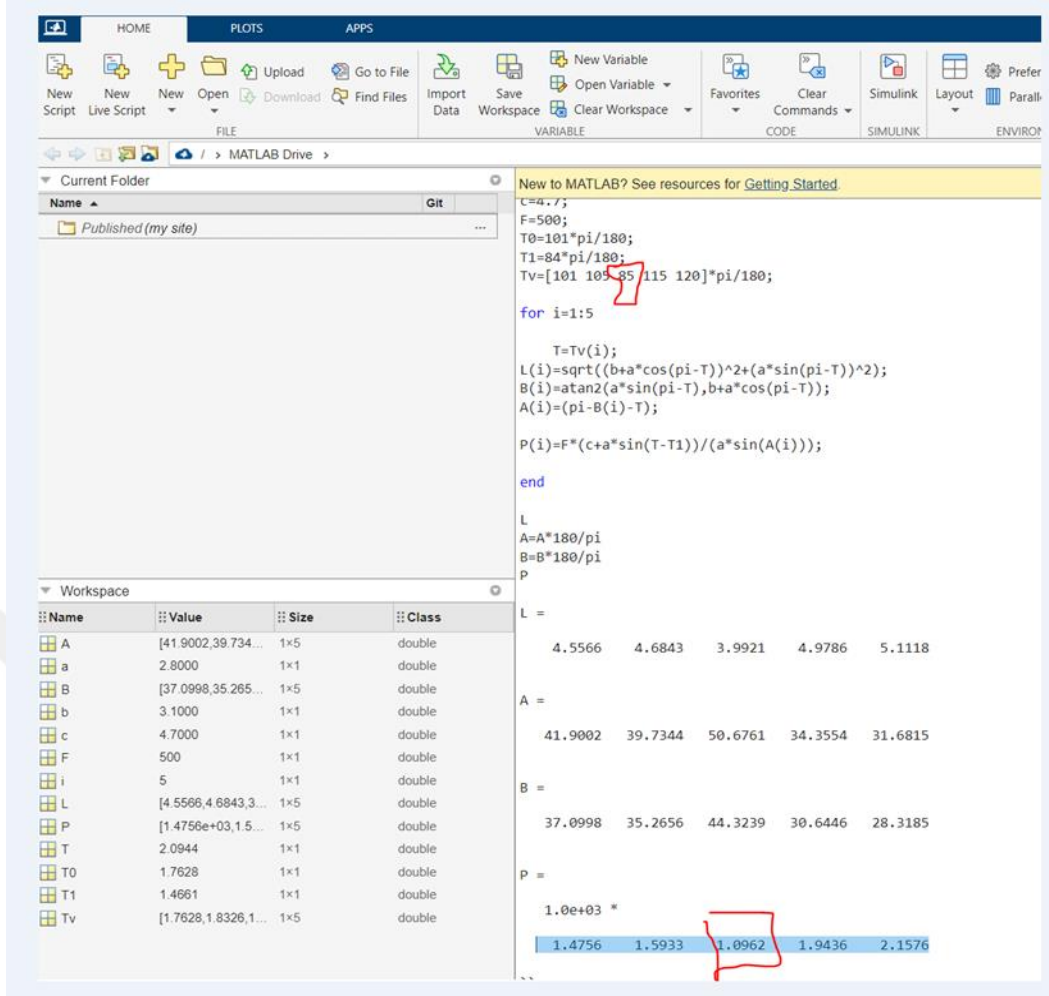 HOME PLOTS APPS
New Script
New Live Script
New
Open
Upload
Download
Go to File
Find Files
FILE
Import Data
Save Workspace
New Variable
Open Variable
Clear Workspace
VARIABLE
Favorites
Clear Commands
CODE
Simulink
SIMULINK
Layout
Prefer
Parall
ENVIRON
/ > MATLAB Drive >
Current Folder
Name Git
Published (my site) ...
Workspace
Name Value Size Class
A [41.9002,39.734... 1×5 double
a 2.8000 1×1 double
B [37.0998,35.265... 1×5 double
b 3.1000 1×1 double
c 4.7000 1×1 double
F 500 1×1 double
i 5 1×1 double
L [4.5566,4.6843,3... 1×5 double
P [1.4756e+03,1.5... 1×5 double
T 2.0944 1×1 double
T0 1.7628 1×1 double
T1 1.4661 1×1 double
Tv [1.7628,1.8326,1... 1×5 double
New to MATLAB? See resources for Getting Started.
c=4.7;
F=500;
T0=101*pi/180;
T1=84*pi/180;
Tv=[101 105 85 115 120]*pi/180;
for i=1:5
T=Tv(i);
L(i)=sqrt((b+a*cos(pi-T))^2+(a*sin(pi-T))^2);
B(i)=atan2(a*sin(pi-T),b+a*cos(pi-T));
A(i)=(pi-B(i)-T);
P(i)=F*(c+a*sin(T-T1))/(a*sin(A(i)));
end
L
A=A*180/pi
B=B*180/pi
P
L =
4.5566 4.6843 3.9921 4.9786 5.1118
A =
41.9002 39.7344 50.6761 34.3554 31.6815
B =
37.0998 35.2656 44.3239 30.6446 28.3185
P =
1.0e+03 *
1.4756 1.5933 1.0962 1.9436 2.1576
>>